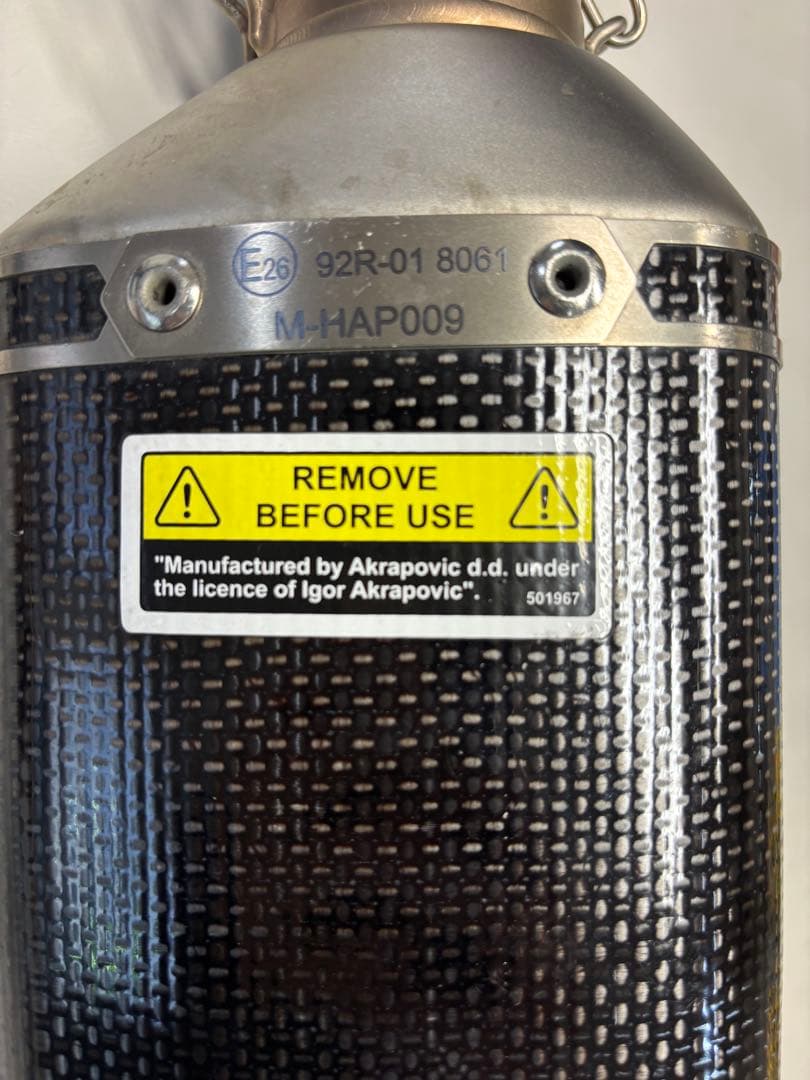 E26 92R-01 8061
M-HAP009
REMOVE
BEFORE USE
"Manufactured by Akrapovic d.d. under
the licence of Igor Akrapovic".
501967